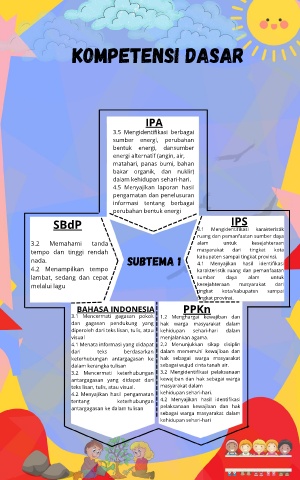 KOMPETENSI DASAR
IPA
3.5 Mengidentifikasi berbagai
sumber energi, perubahan
bentuk energi, dansumber
energi alternatif (angin, air,
matahari, panas bumi, bahan
bakar organik, dan nuklir)
dalam kehidupan sehari-hari.
4.5 Menyajikan laporan hasil
pengamatan dan penelusuran
informasi tentang berbagai
perubahan bentuk energi
SBdP
3.2 Memahami tanda
tempo dan tinggi rendah
nada.
4.2 Menampilkan tempo
lambat, sedang dan cepat
melalui lagu
SUBTEMA 1
IPS
3.1 Mengidentifikasi karakteristik
ruang dan pemanfaatan sumber daya
alam untuk kesejahteraan
masyarakat dari tingkat kota
kabupaten sampai tingkat provinsi.
4.1 Menyajikan hasil identifikasi
karakteristik ruang dan pemanfaatan
sumber daya alam untuk
kesejahteraan masyarakat dari
tingkat kota/kabupaten sampai
tingkat provinsi.
BAHASA INDONESIA
3.1 Mencermati gagasan pokok
dan gagasan pendukung yang
diperoleh dari teks lisan, tulis, atau
visual
4.1 Menata informasi yang didapat
dari teks berdasarkan
keterhubungan antargagasan ke
dalam kerangka tulisan
3.2 Mencermati keterhubungan
antargagasan yang didapat dari
teks lisan, tulis, atau visual.
4.2 Menyajikan hasil pengamatan
tentang keterhubungan
antargagasan ke dalam tulisan
PPKn
1.2 Menghargai kewajiban dan
hak warga masyarakat dalam
kehidupan sehari-hari dalam
menjalankan agama.
2.2 Menunjukkan sikap disiplin
dalam memenuhi kewajiban dan
hak sebagai warga masyarakat
sebagai wujud cinta tanah air.
3.2 Mengidentifikasi pelaksanaan
kewajiban dan hak sebagai warga
masyarakat dalam
kehidupan sehari-hari.
4.2 Menyajikan hasil identifikasi
pelaksanaan kewajiban dan hak
sebagai warga masyarakat dalam
kehidupan sehari-hari